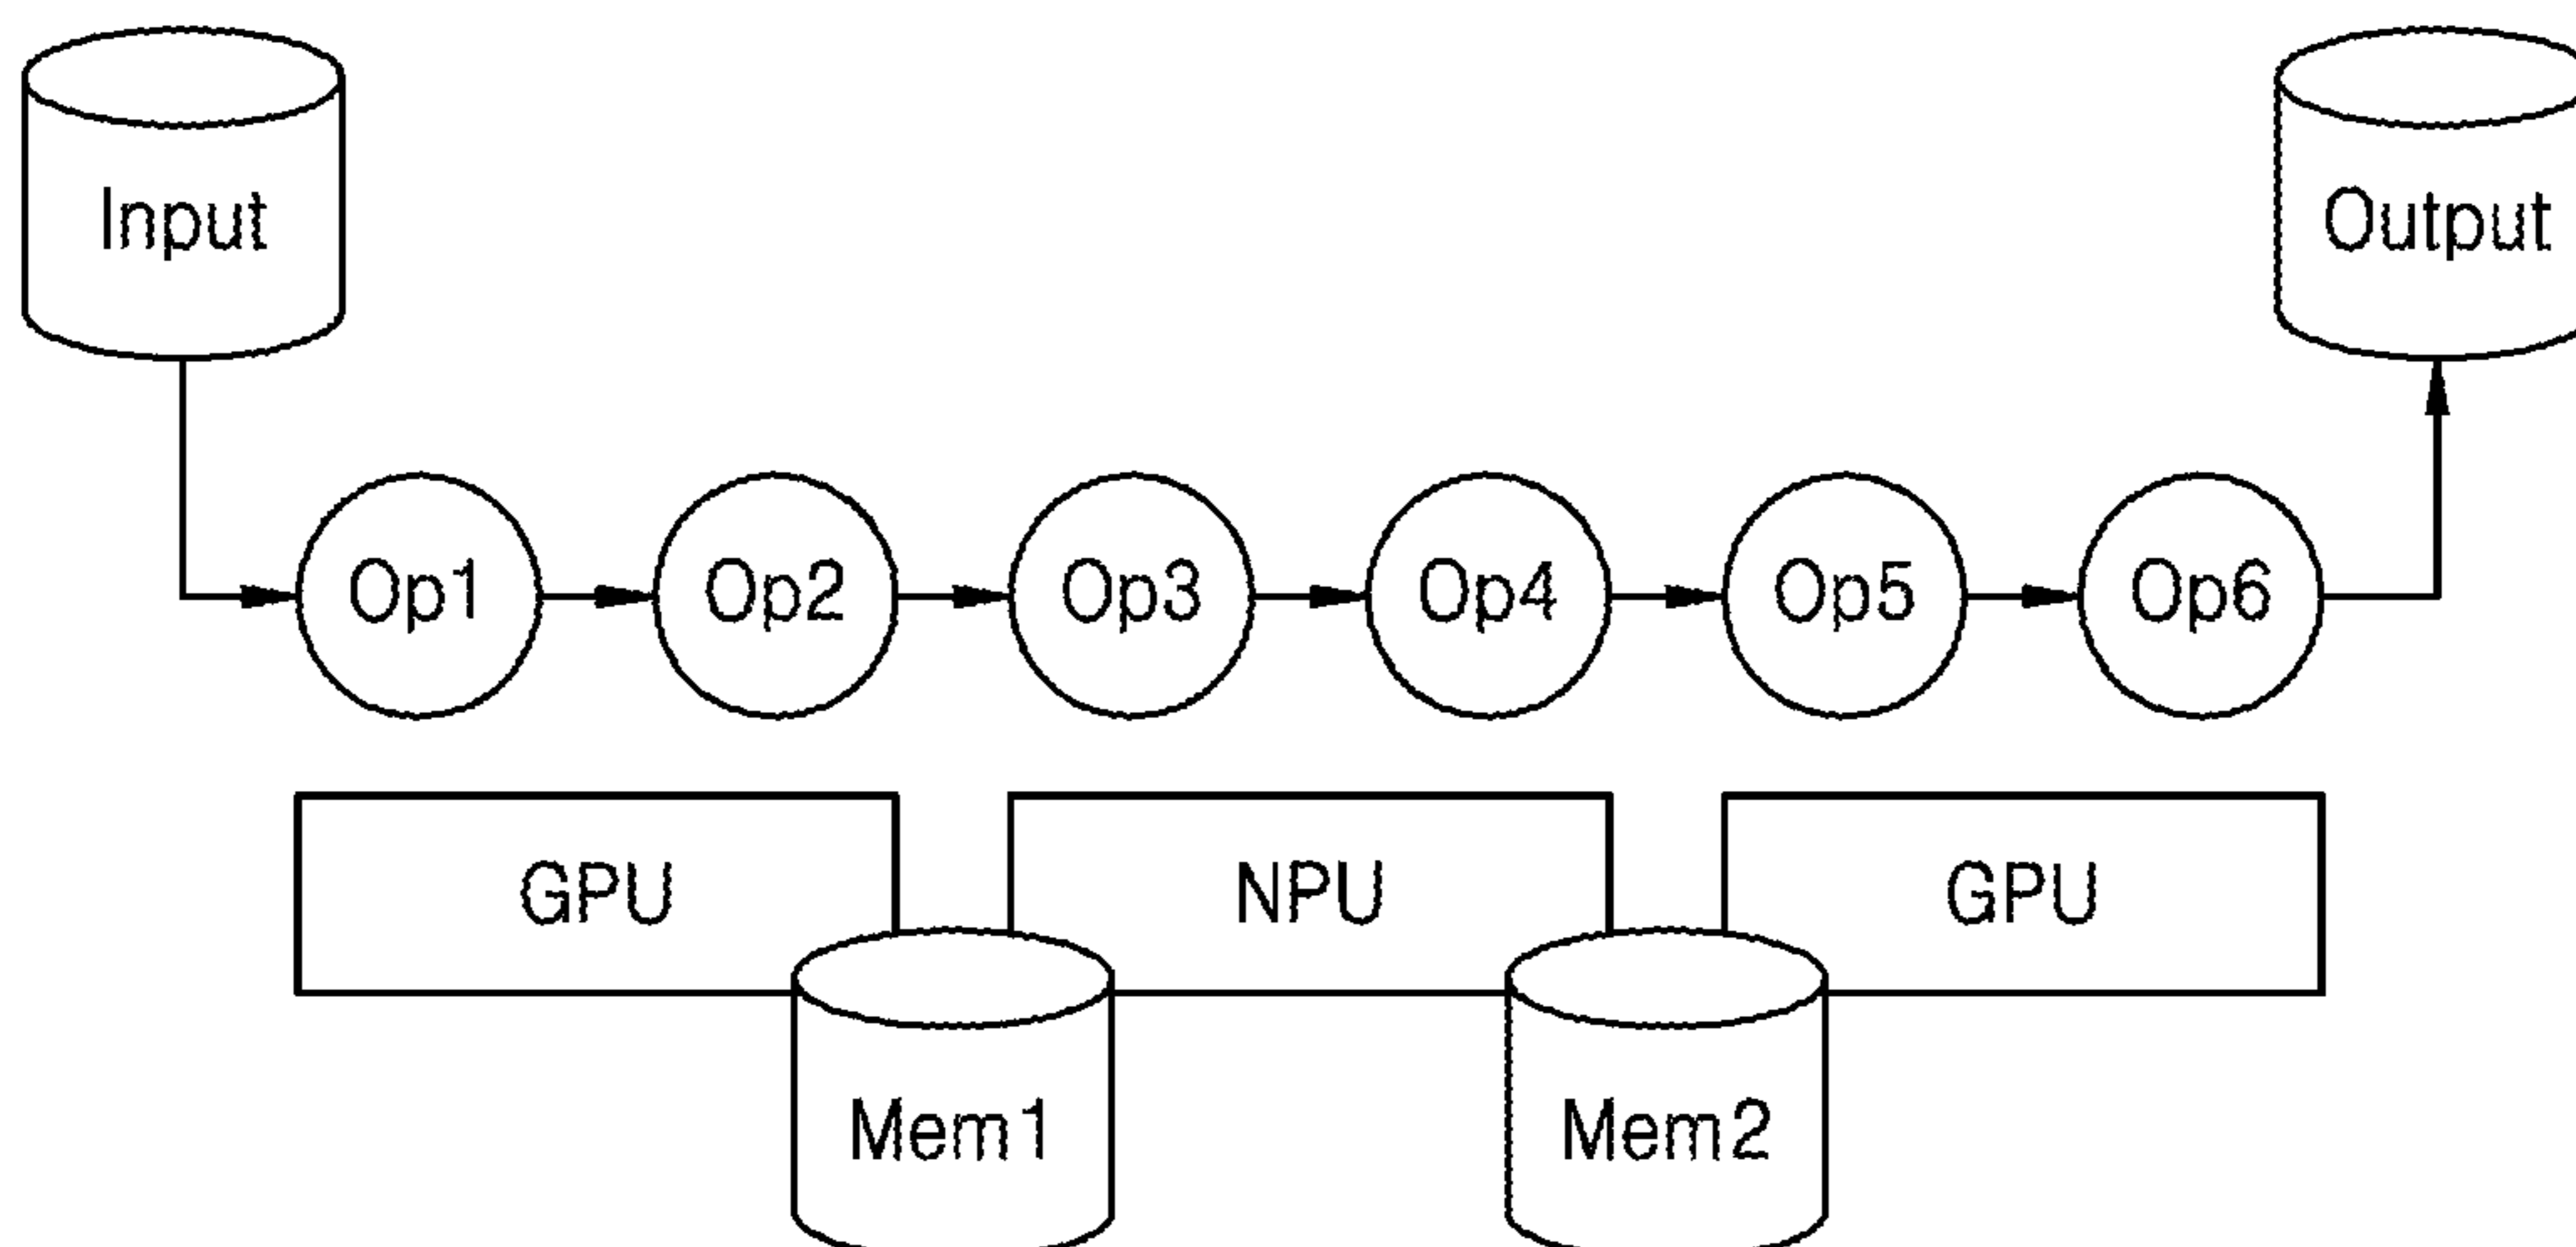 Input
Output
Op1 Op2 Op3 Op4 Op5 Op6
GPU NPU GPU
Mem1 Mem2